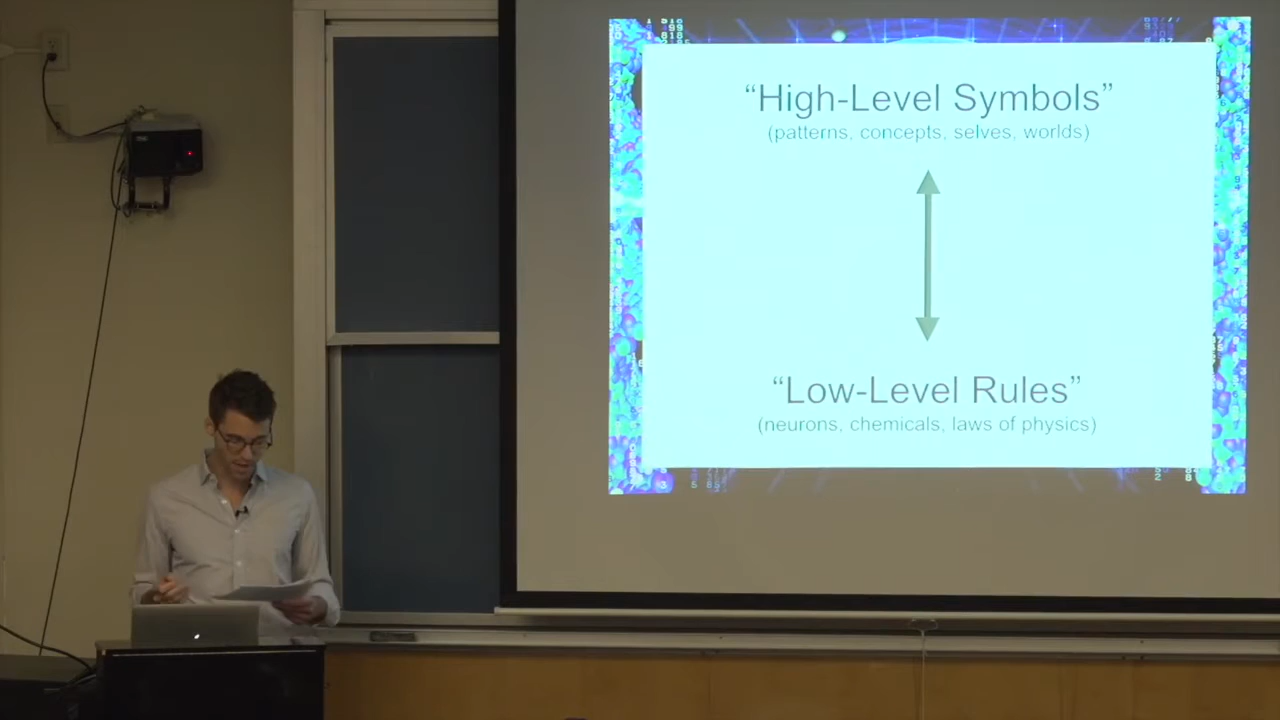 “High-Level Symbols”
(patterns, concepts, selves, worlds)
“Low-Level Rules”
(neurons, chemicals, laws of physics)